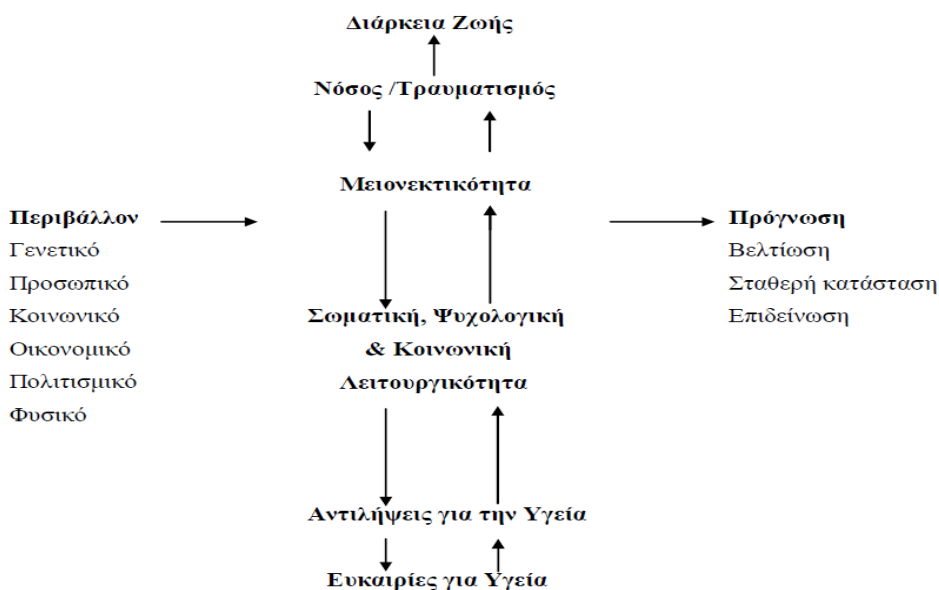 Διάρκεια Ζωής
Νόσος /Τραυματισμός
Μειονεκτικότητα
Περιβάλλον
Γενετικό
Προσωπικό
Κοινωνικό
Οικονομικό
Πολιτισμικό
Φυσικό
Σωματική, Ψυχολογική
& Κοινωνική
Λειτουργικότητα
Αντιλήψεις για την Υγεία
Ευκαιρίες για Υγεία
Πρόγνωση
Βελτίωση
Σταθερή κατάσταση
Επιδείνωση